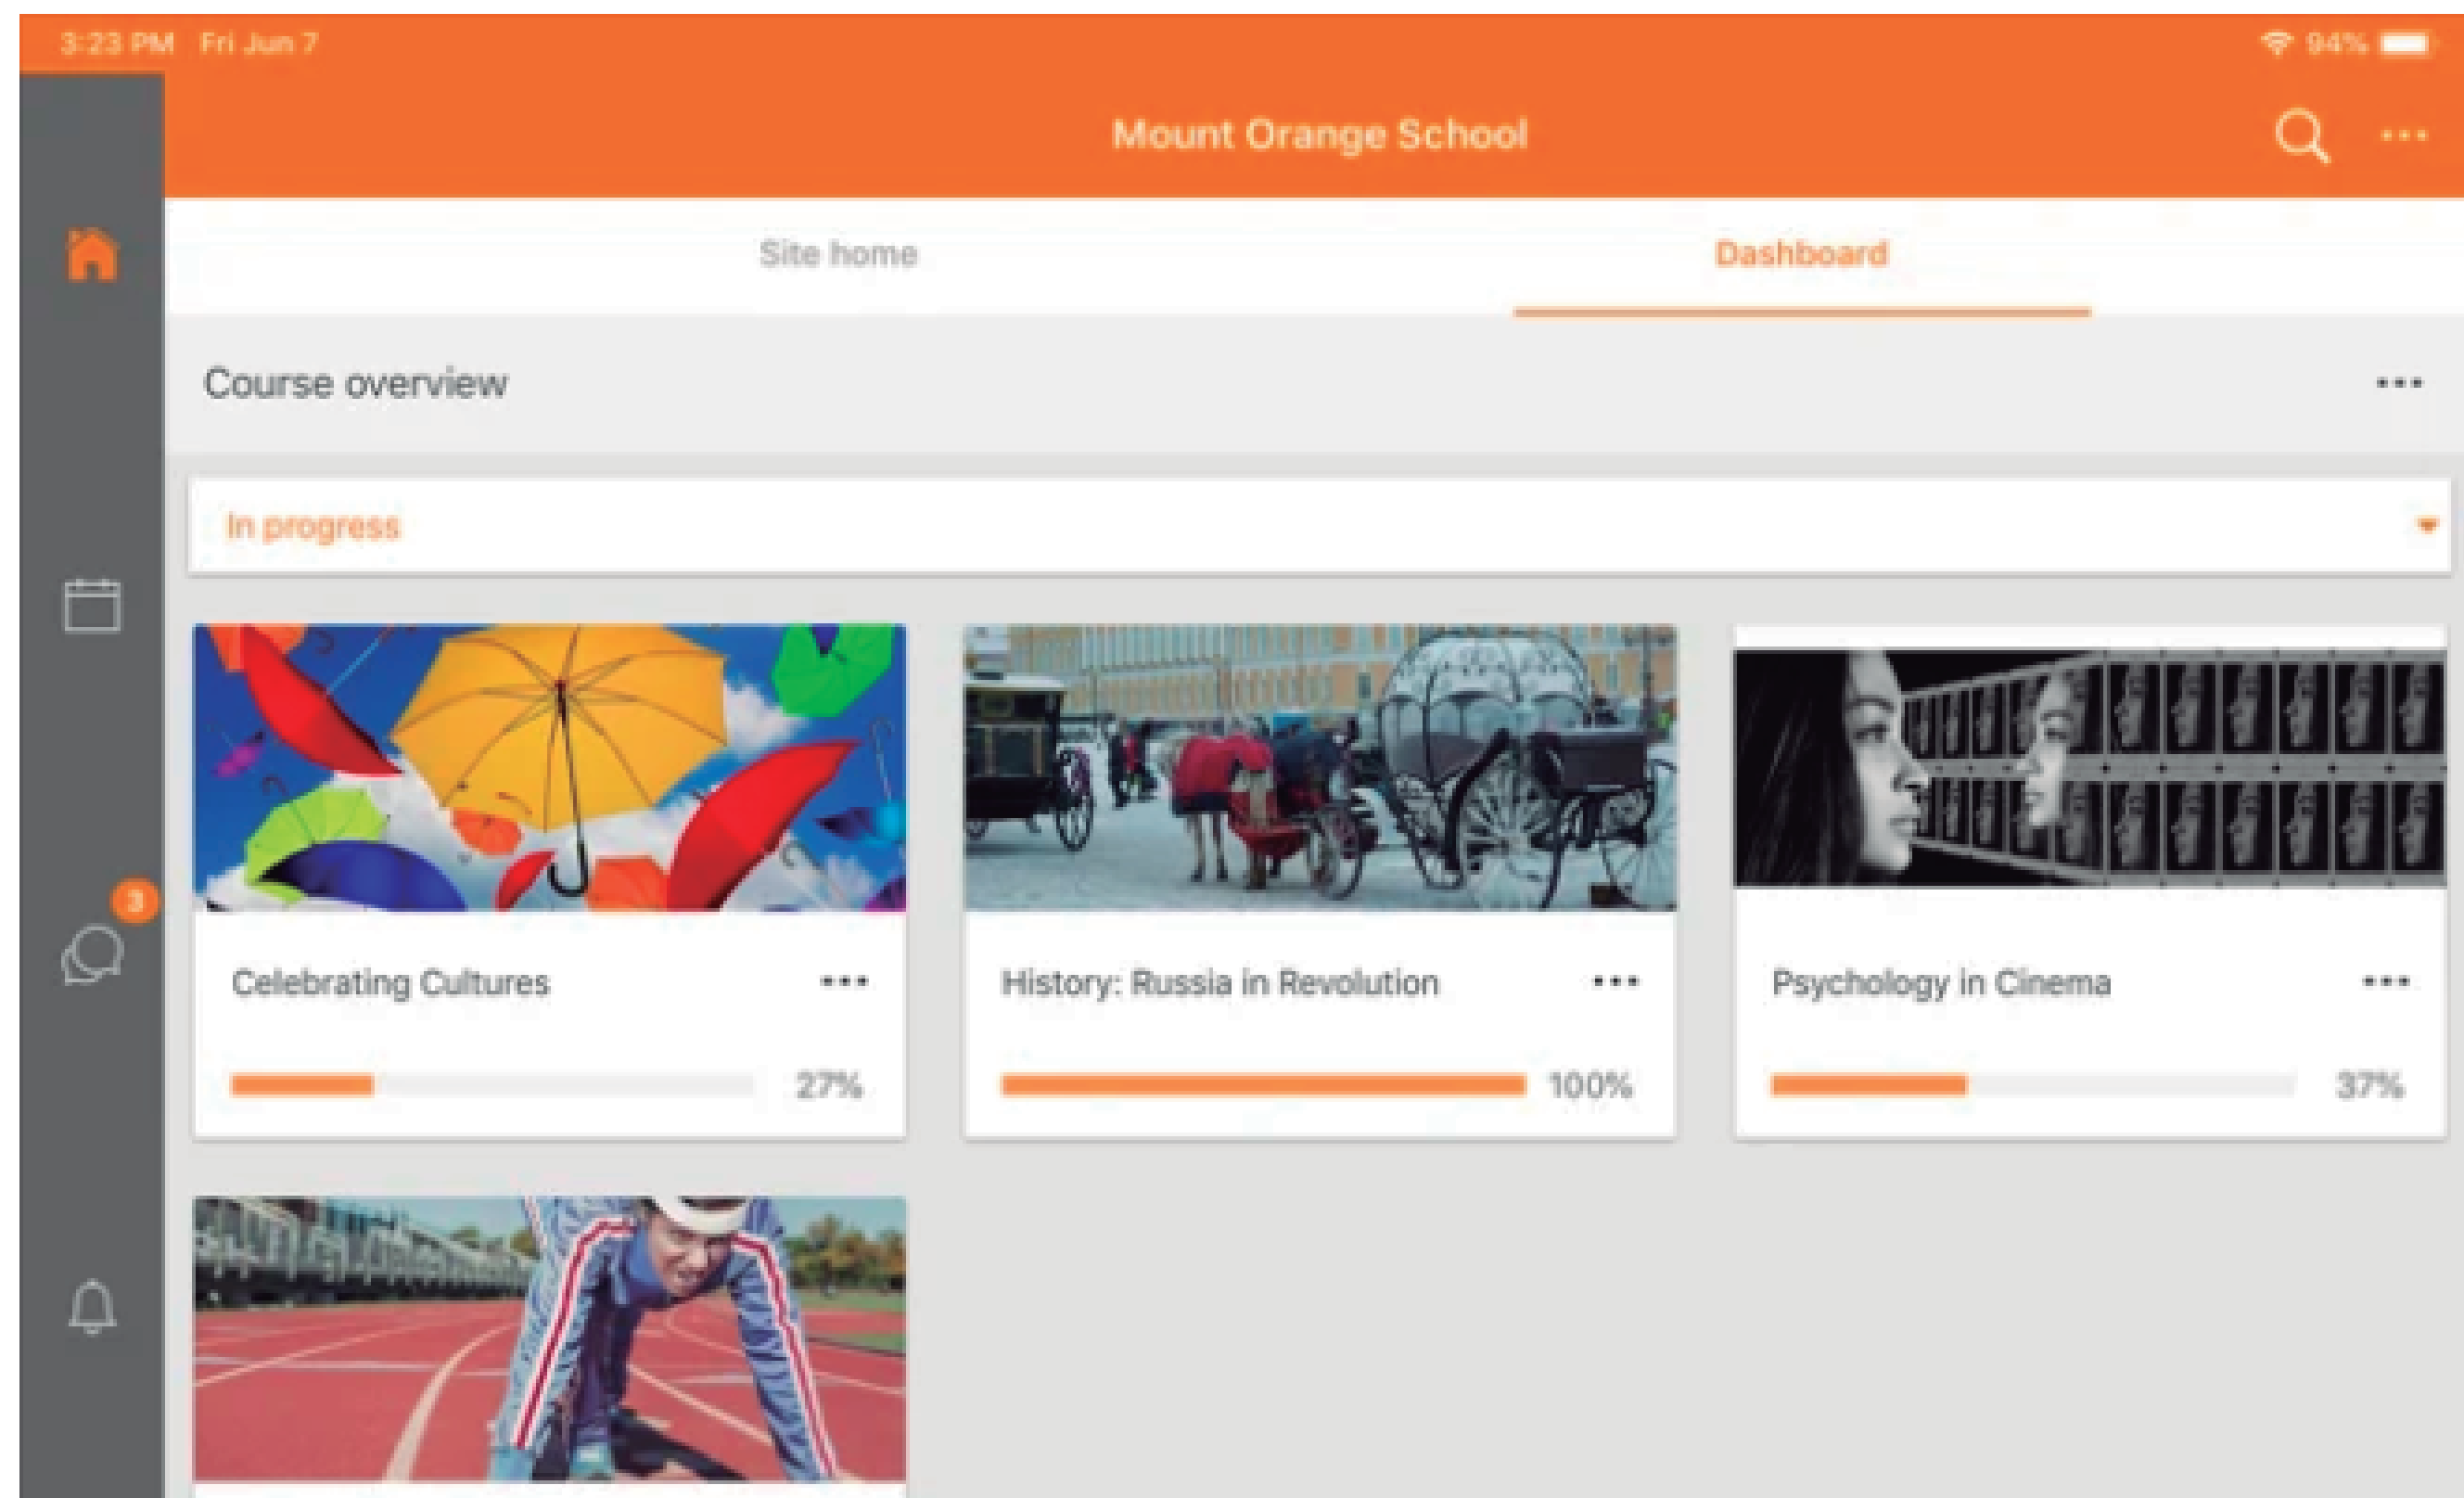 3:23 PM Fri Jun 7 94%
Mount Orange School
Site home Dashboard
Course overview
In progress
3
Celebrating Cultures
27%
History: Russia in Revolution
100%
Psychology in Cinema
37%